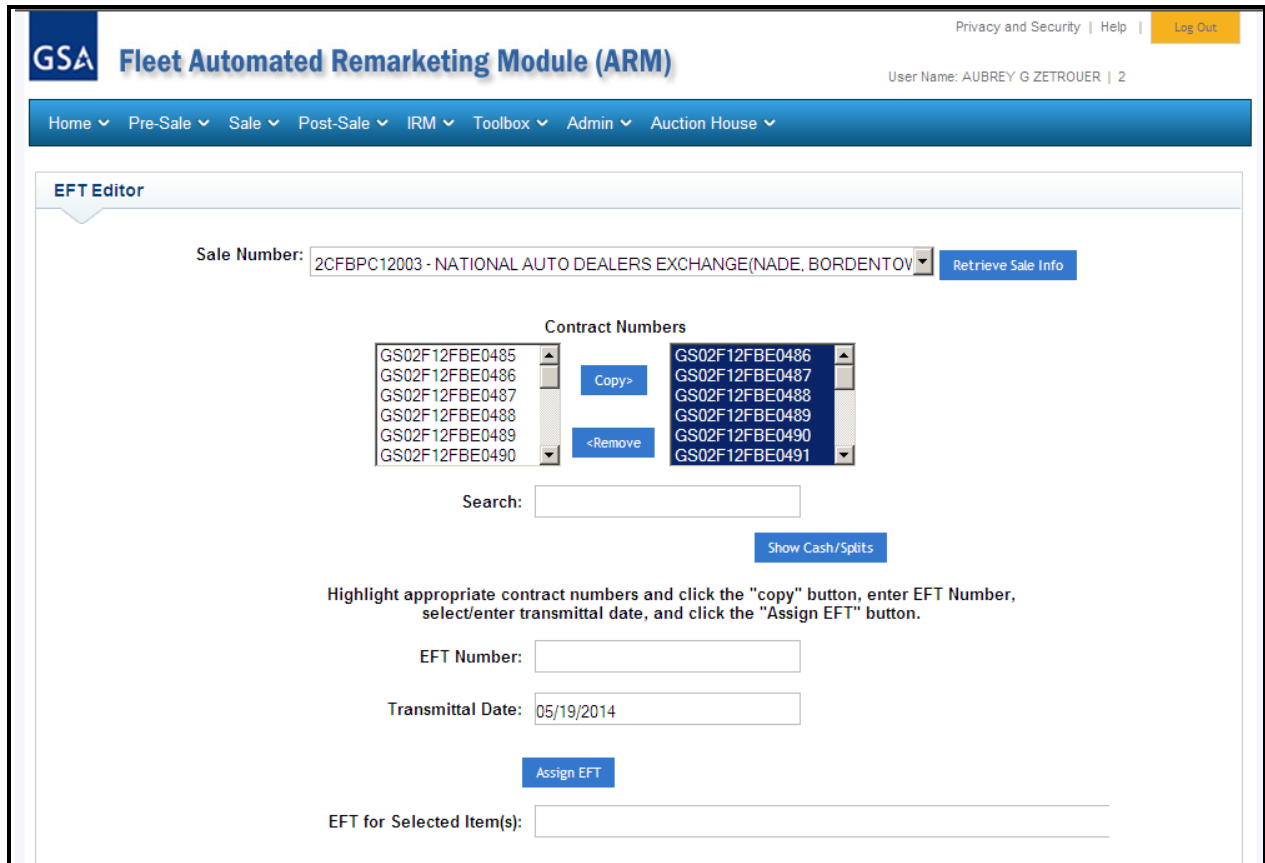 Privacy and Security | Help | Log Out
GSA
Fleet Automated Remarketing Module (ARM)
User Name: AUBREY G ZETROUER | 2
Home Pre-Sale Sale Post-Sale IRM Toolbox Admin Auction House
EFT Editor
Sale Number: 2CFBPC12003 - NATIONAL AUTO DEALERS EXCHANGE(NADE, BORDENTOW Retrieve Sale Info
Contract Numbers
GS02F12FBE0485 GS02F12FBE0486
GS02F12FBE0486 GS02F12FBE0487
GS02F12FBE0487 GS02F12FBE0488
GS02F12FBE0488 GS02F12FBE0489
GS02F12FBE0489 GS02F12FBE0490
GS02F12FBE0490 GS02F12FBE0491
Copy>
<Remove
Search:
Show Cash/Splits
Highlight appropriate contract numbers and click the "copy" button, enter EFT Number,
select/enter transmittal date, and click the "Assign EFT" button.
EFT Number:
Transmittal Date: 05/19/2014
Assign EFT
EFT for Selected Item(s):